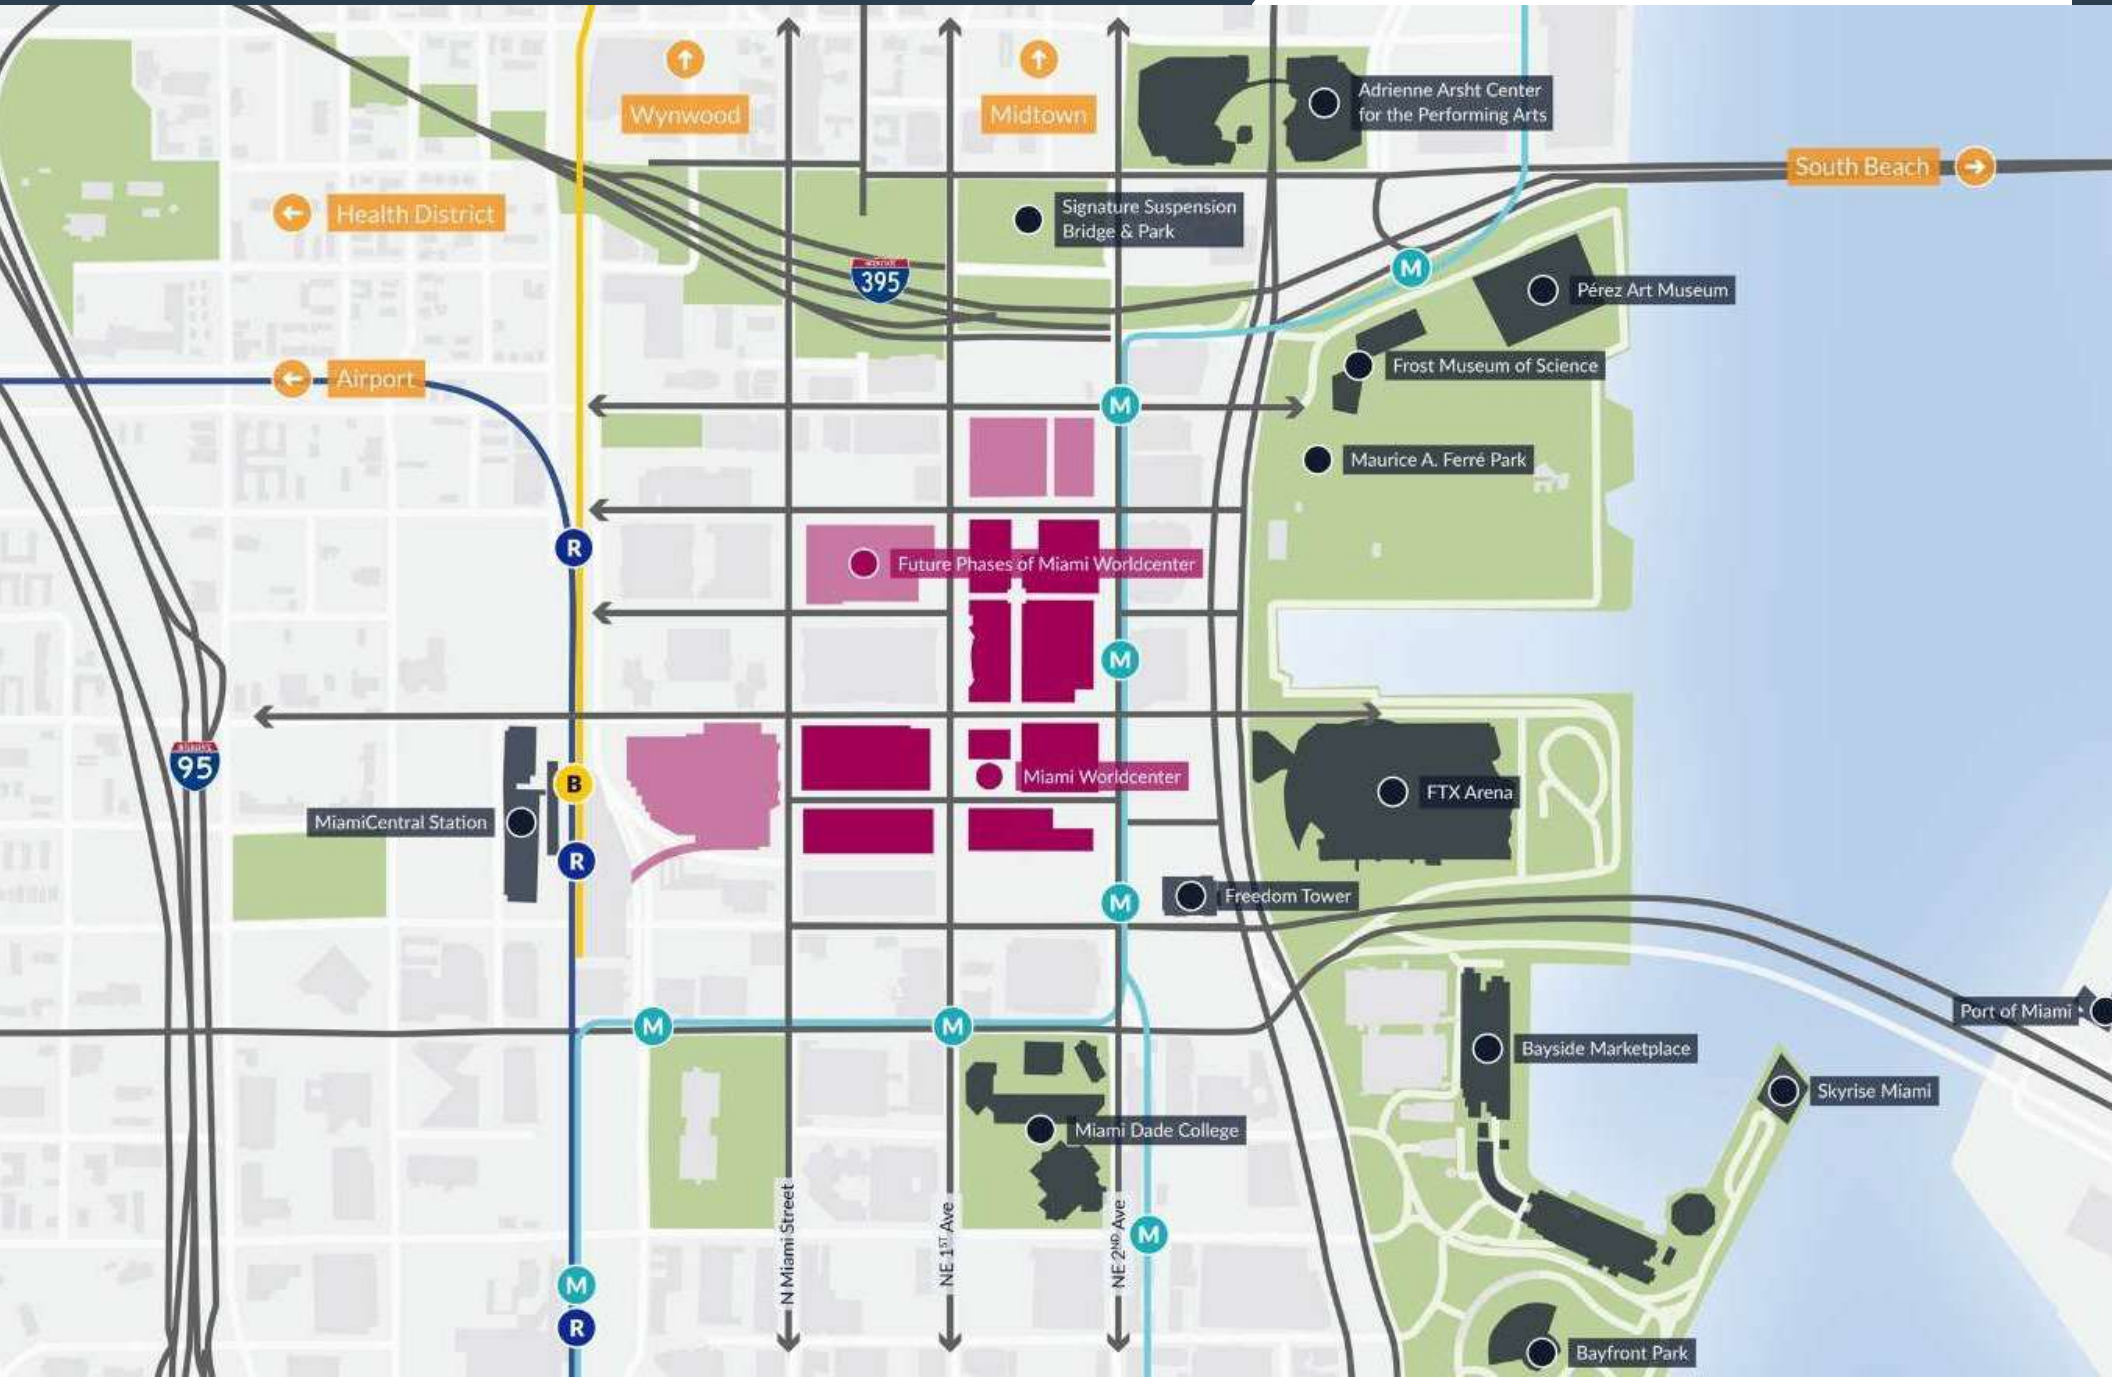 Wynwood
Midtown
Adrienne Arsht Center
for the Performing Arts
South Beach
Health District
Signature Suspension
Bridge & Park
395
Pérez Art Museum
Frost Museum of Science
Airport
M
M
Maurice A. Ferré Park
R
Future Phases of Miami Worldcenter
M
95
B
Miami Worldcenter
FTX Arena
MiamiCentral Station
R
M
Freedom Tower
Port of Miami
M
M
Bayside Marketplace
Skyrise Miami
Miami Dade College
N Miami Street
NE 1ST Ave
NE 2ND Ave
M
M
R
Bayfront Park